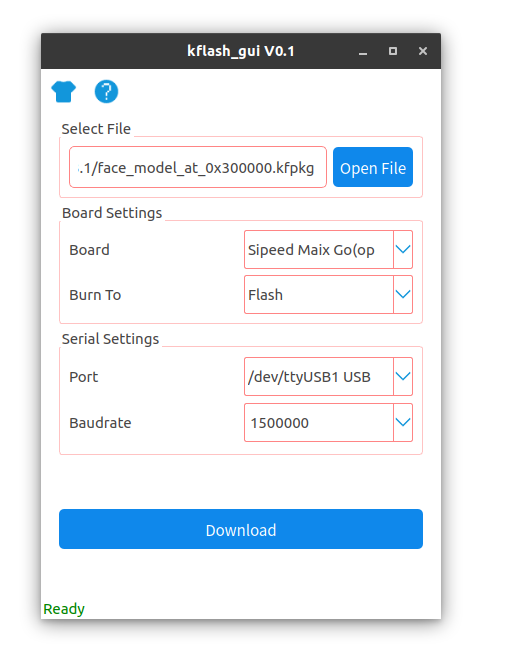 kflash_gui V0.1
Select File
.1/face_model_at_0x300000.kfpkg
Open File
Board Settings
Board
Sipeed Maix Go(op
Burn To
Flash
Serial Settings
Port
/dev/ttyUSB1 USB
Baudrate
1500000
Download
Ready